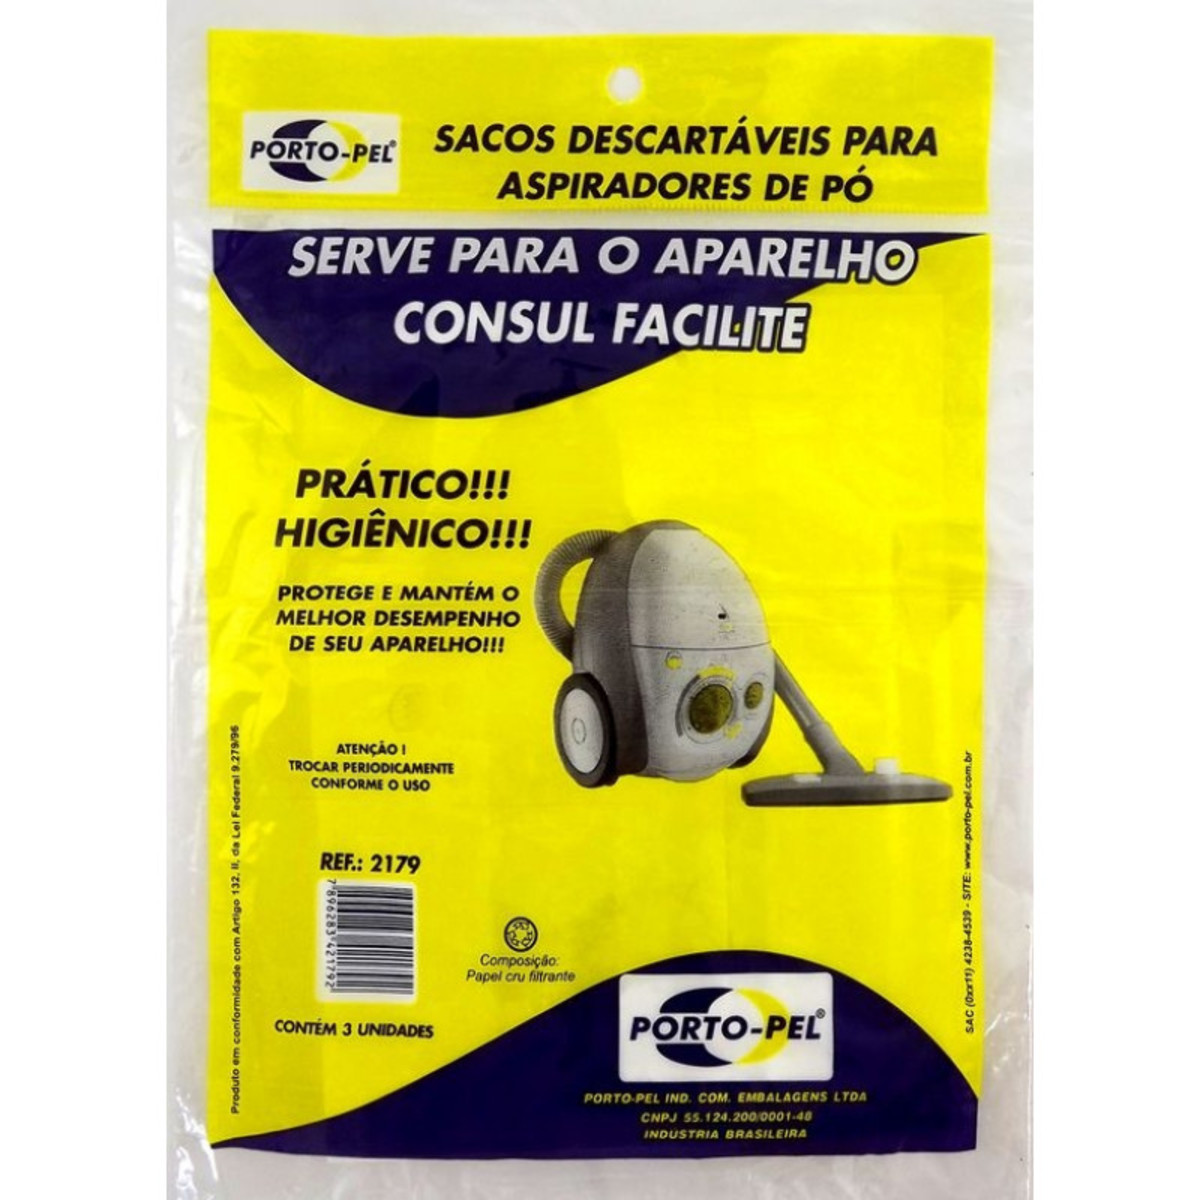 PORTO-PEL®
SACOS DESCARTÁVEIS PARA
ASPIRADORES DE PÓ
SERVE PARA O APARELHO
CONSUL FACILITE
PRÁTICO!!!
HIGIÊNICO!!!
PROTEGE E MANTÉM O
MELHOR DESEMPENHO
DE SEU APARELHO!!!
ATENÇÃO !
TROCAR PERIODICAMENTE
CONFORME O USO
REF.: 2179
7896283421792
CONTÉM 3 UNIDADES
Composição:
Papel cru filtrante
Produto em conformidade com Artigo 132, II, da Lei Federal 9.279/96
SAC (0xx11) 4238-4539 - SITE: www.porto-pel.com.br
PORTO-PEL®
PORTO-PEL IND. COM. EMBALAGENS LTDA
CNPJ 55.124.200/0001-48
INDÚSTRIA BRASILEIRA